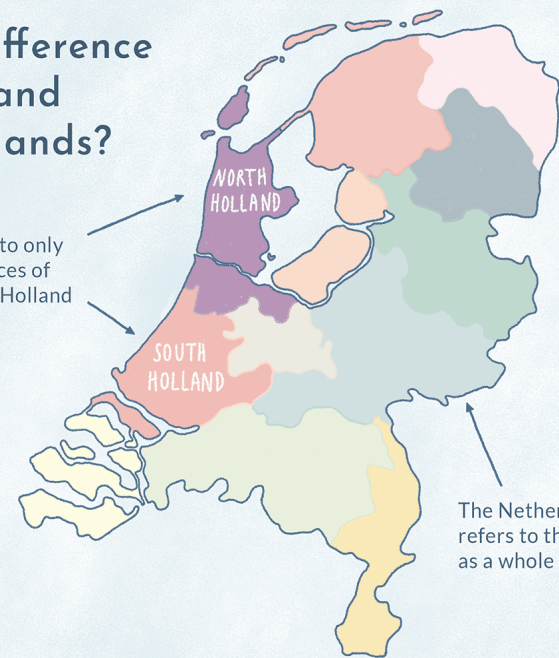 fference
and
ands?
NORTH
HOLLAND
to only
ces of
Holland
SOUTH
HOLLAND
The Nether
refers to th
as a whole